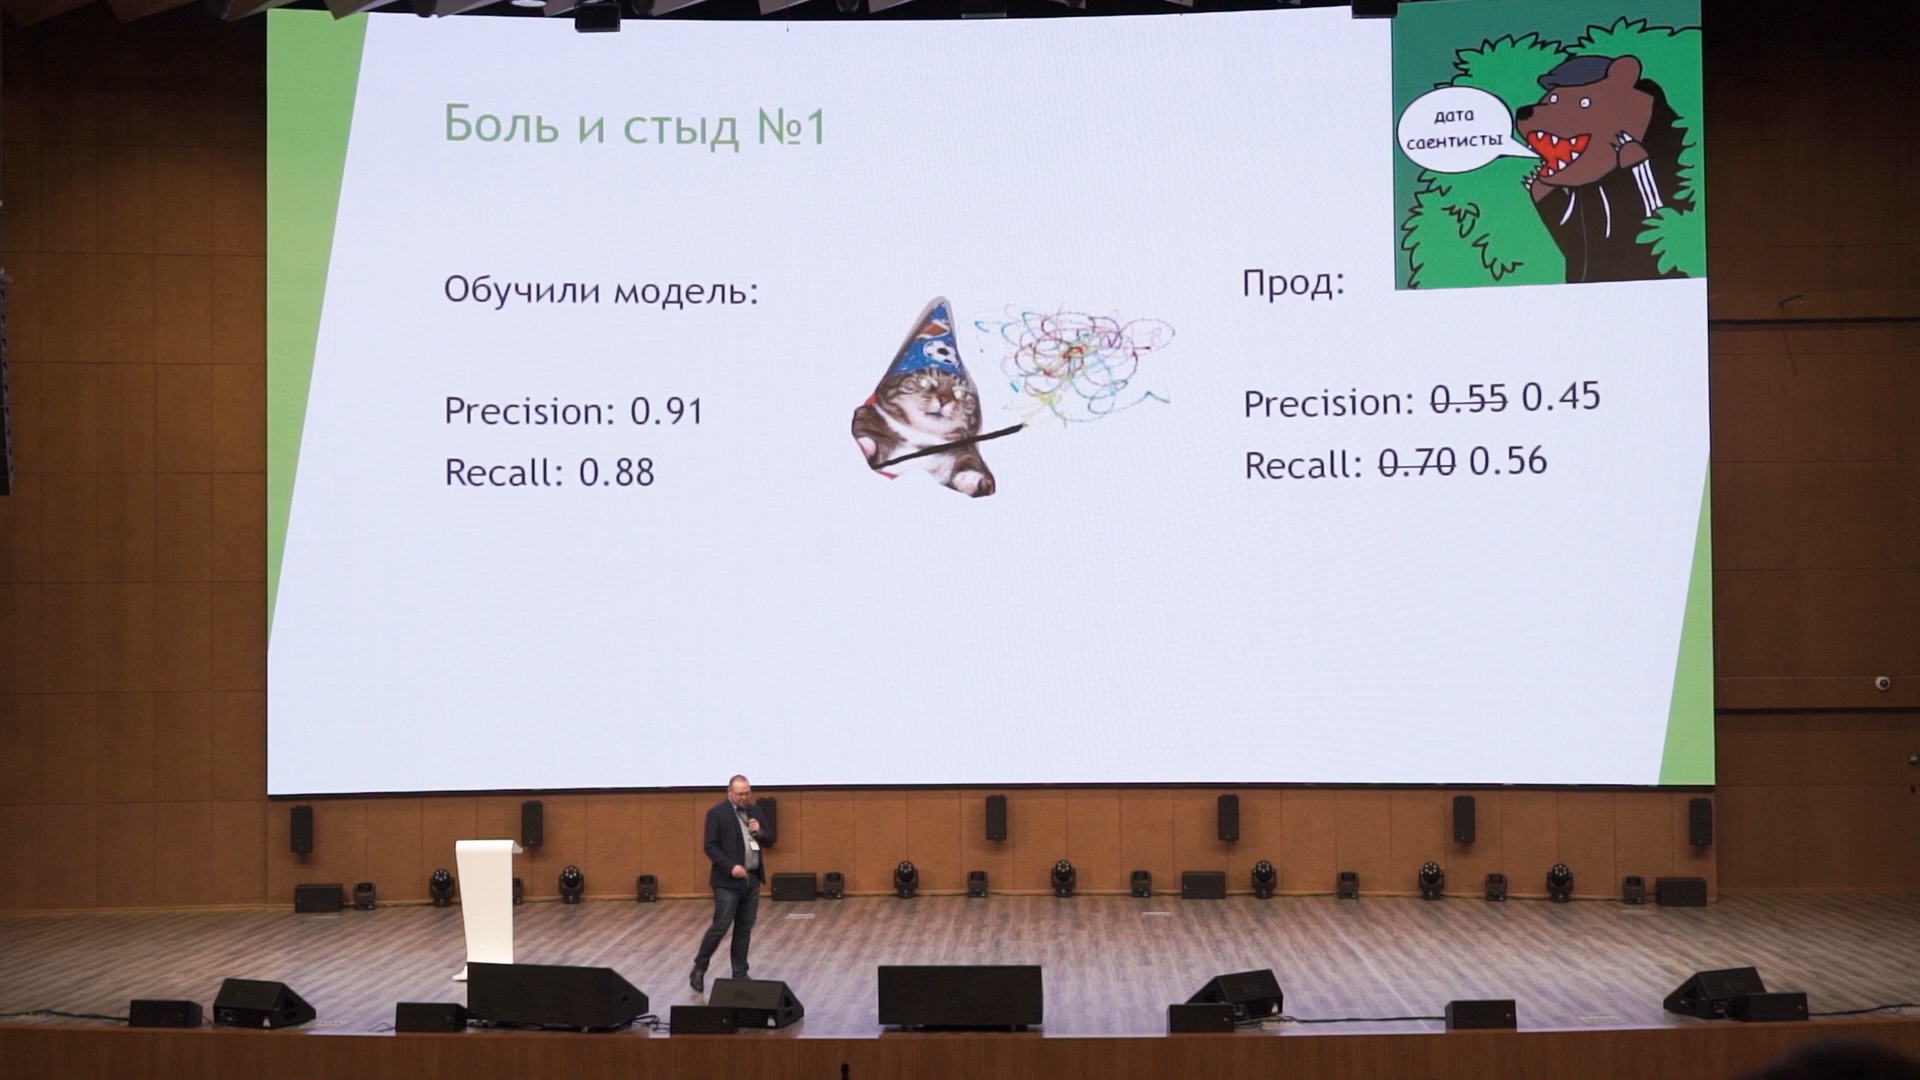 Боль и стыд №1
дата
саентисты
Обучили модель:
Precision: 0.91
Recall: 0.88
Прод:
Precision: 0.55 0.45
Recall: 0.70 0.56